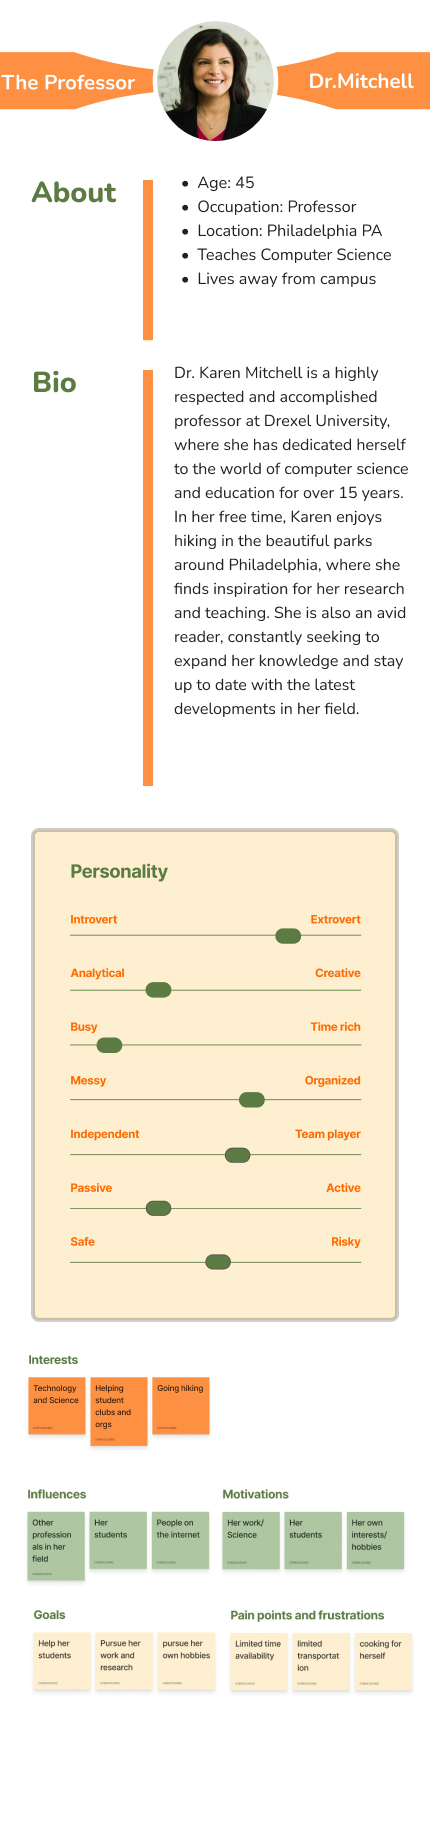 The Professor
Dr.Mitchell
About
• Age: 45
• Occupation: Professor
• Location: Philadelphia PA
• Teaches Computer Science
• Lives away from campus
Bio
Dr. Karen Mitchell is a highly
respected and accomplished
professor at Drexel University,
where she has dedicated herself
to the world of computer science
and education for over 15 years.
In her free time, Karen enjoys
hiking in the beautiful parks
around Philadelphia, where she
finds inspiration for her research
and teaching. She is also an avid
reader, constantly seeking to
expand her knowledge and stay
up to date with the latest
developments in her field.
Personality
Introvert Extrovert
Analytical Creative
Busy Time rich
Messy Organized
Independent Team player
Passive Active
Safe Risky
Interests
Technology
and Science
Helping
student
clubs and
orgs
Going hiking
Influences
Other
profession
als in her
field
Her
students
People on
the internet
Motivations
Her work/
Science
Her
students
Her own
interests/
hobbies
Goals
Help her
students
Pursue her
work and
research
pursue her
own hobbies
Pain points and frustrations
Limited time
availability
limited
transportat
ion
cooking for
herself